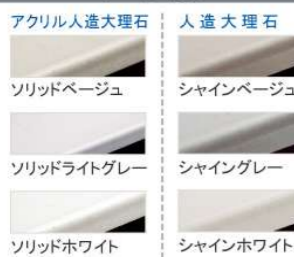 アクリル人造大理石
人造大理石
ソリッドベージュ
シャインベージュ
ソリッドライトグレー
シャイングレー
ソリッドホワイト
シャインホワイト